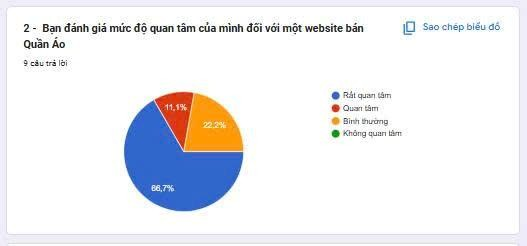 2 - Bạn đánh giá mức độ quan tâm của mình đối với một website bán
Quần Áo
Sao chép biểu đồ
9 câu trả lời
11,1%
22,2%
66,7%
Rất quan tâm
Quan tâm
Bình thường
Không quan tâm